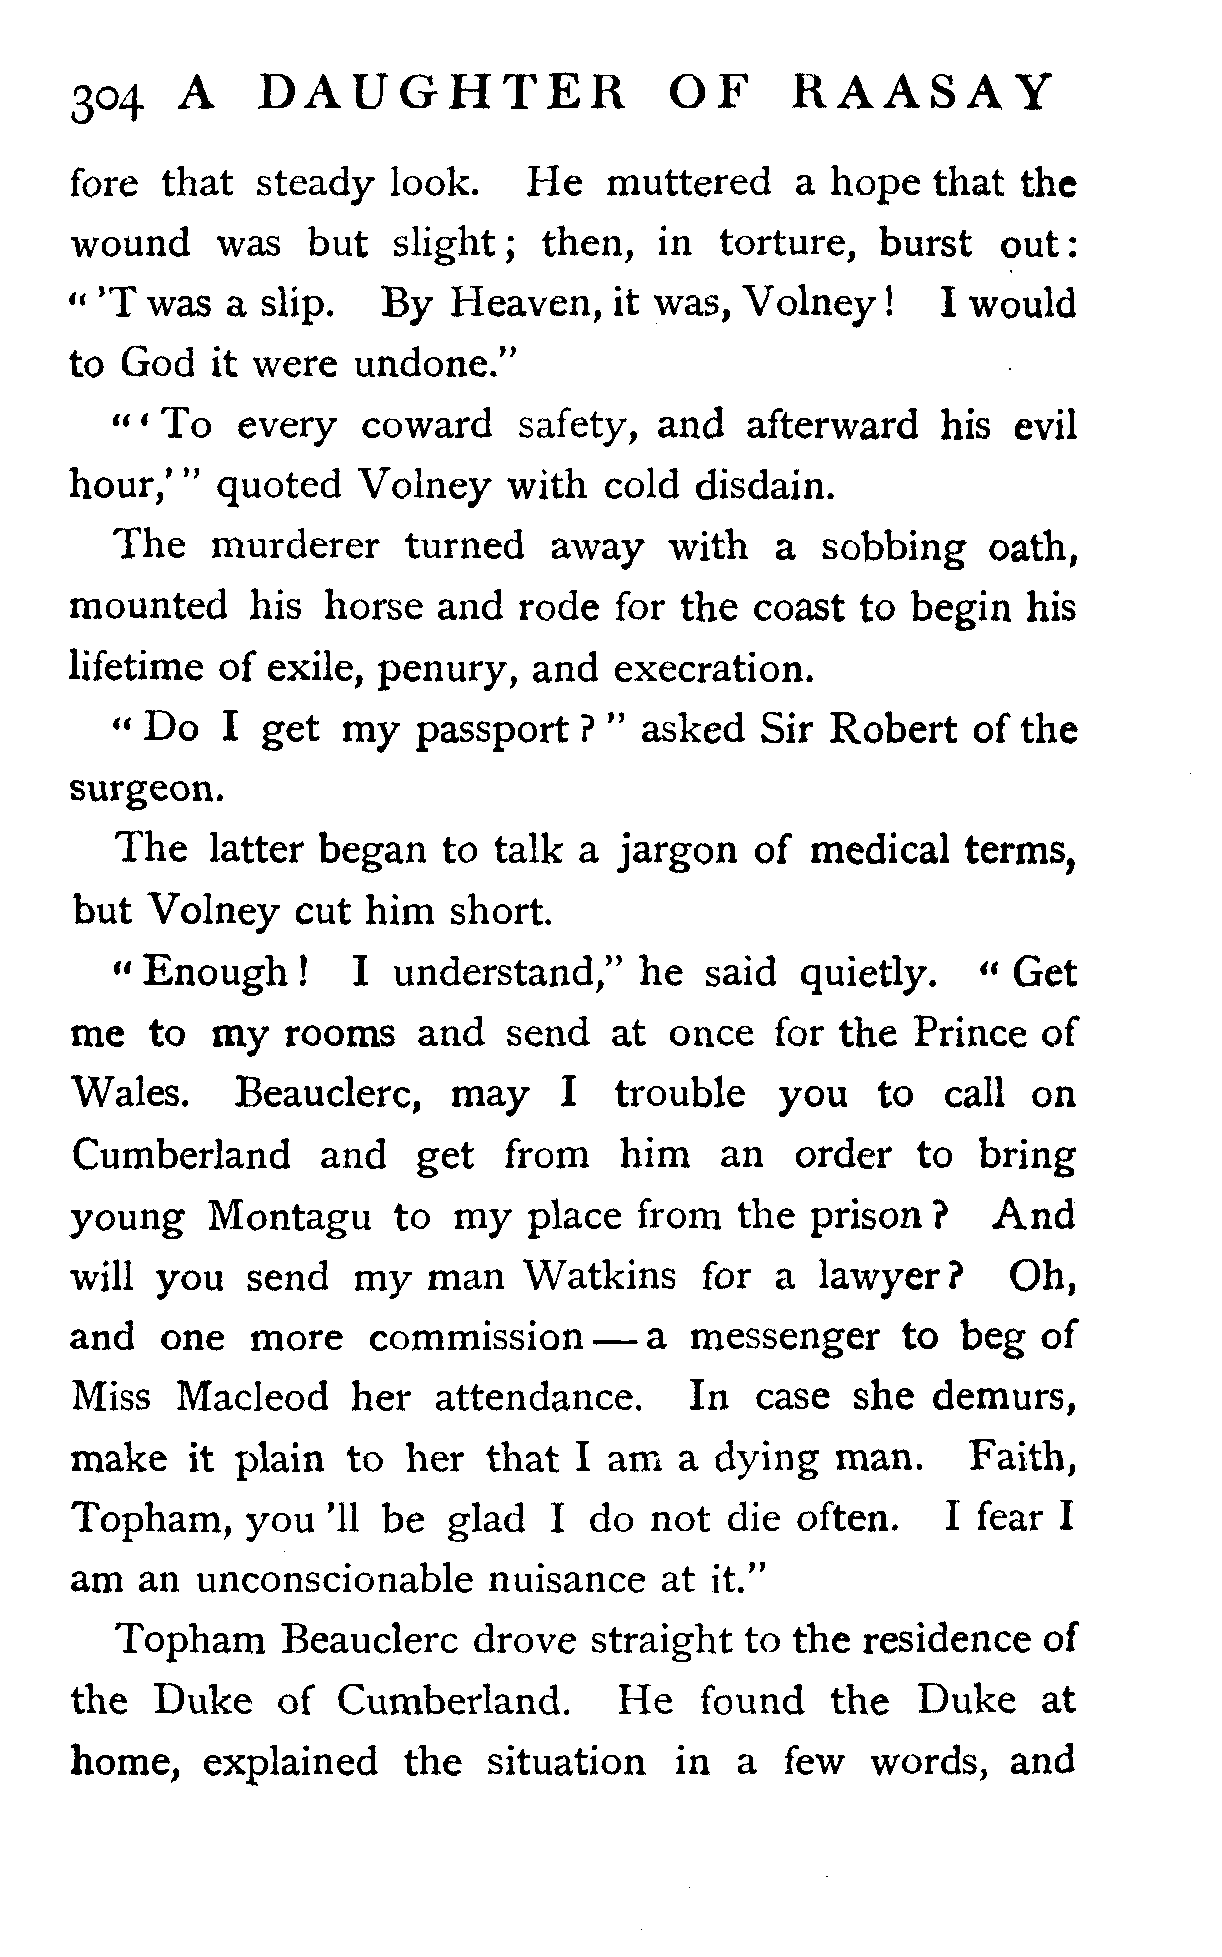 304 A DAUGHTER OF RAASAY
fore that steady look. He muttered a hope that the
wound was but slight; then, in torture, burst out:
“ 'T was a slip. By Heaven, it was, Volney! I would
to God it were undone.”
“ ‘ To every coward safety, and afterward his evil
hour,’ ” quoted Volney with cold disdain.
The murderer turned away with a sobbing oath,
mounted his horse and rode for the coast to begin his
lifetime of exile, penury, and execration.
“ Do I get my passport ? ” asked Sir Robert of the
surgeon.
The latter began to talk a jargon of medical terms,
but Volney cut him short.
“ Enough ! I understand,” he said quietly. “ Get
me to my rooms and send at once for the Prince of
Wales. Beauclerc, may I trouble you to call on
Cumberland and get from him an order to bring
young Montagu to my place from the prison ? And
will you send my man Watkins for a lawyer ? Oh,
and one more commission — a messenger to beg of
Miss Macleod her attendance. In case she demurs,
make it plain to her that I am a dying man. Faith,
Topham, you 'll be glad I do not die often. I fear I
am an unconscionable nuisance at it.”
Topham Beauclerc drove straight to the residence of
the Duke of Cumberland. He found the Duke at
home, explained the situation in a few words, and